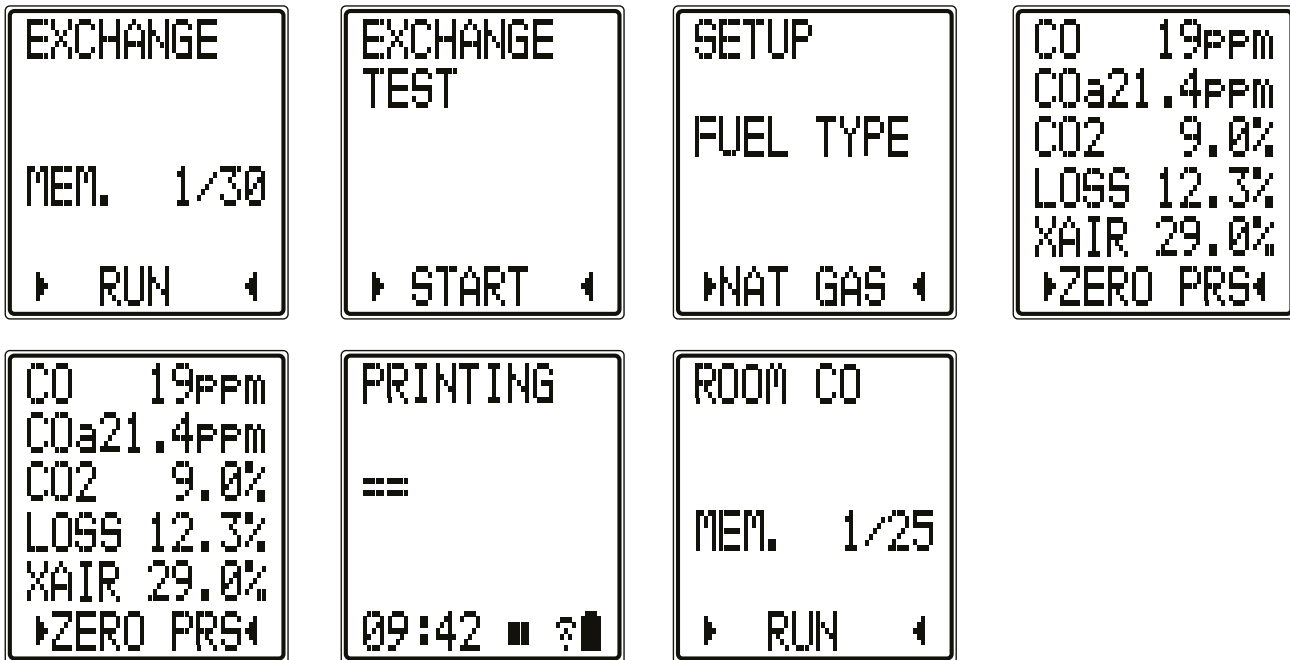 EXCHANGE
MEM. 1/30
RUN
EXCHANGE
TEST
START
SETUP
FUEL TYPE
NAT GAS
CO 19ppm
COa21.4ppm
CO2 9.0%
LOSS 12.3%
XAIR 29.0%
ZERO PRS
CO 19ppm
COa21.4ppm
CO2 9.0%
LOSS 12.3%
XAIR 29.0%
ZERO PRS
PRINTING
==
09:42
ROOM CO
MEM. 1/25
RUN